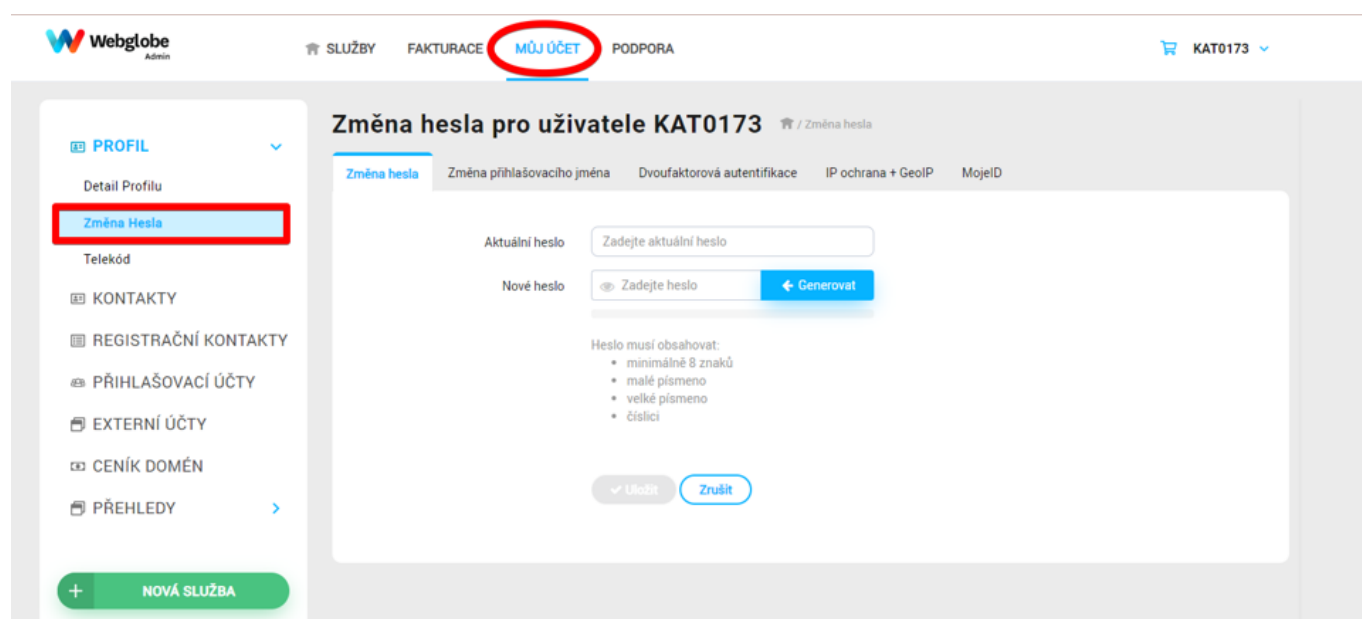 Webglobe
Admin
SLUŽBY FAKTURACE MŮJ ÚČET PODPORA
KAT0173
PROFIL
Detail Profilu
Změna Hesla
Telekód
KONTAKTY
REGISTRAČNÍ KONTAKTY
PŘIHLAŠOVACÍ ÚČTY
EXTERNÍ ÚČTY
CENÍK DOMÉN
PŘEHLEDY
+ NOVÁ SLUŽBA
Změna hesla pro uživatele KAT0173 / Změna hesla
Změna hesla Změna přihlašovacího jména Dvoufaktorová autentifikace IP ochrana + GeoIP MojeID
Aktuální heslo Zadejte aktuální heslo
Nové heslo Zadejte heslo Generovat
Heslo musí obsahovat:
• minimálně 8 znaků
• malé písmeno
• velké písmeno
• číslici
Uložit Zrušit